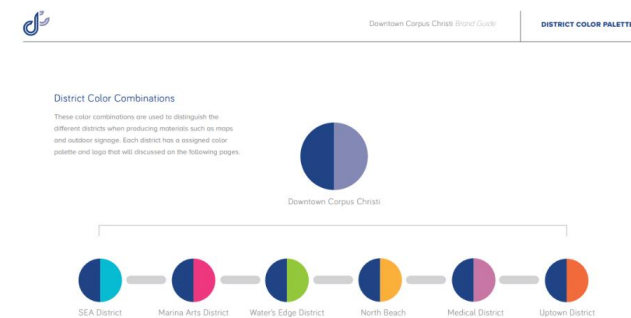 Downtown Corpus Christi Brand Guide
DISTRICT COLOR PALETTE
District Color Combinations
These color combinations are used to distinguish the
different districts when producing materials such as maps
and outdoor signage. Each district has a assigned color
palette and logo that will discussed on the following pages.
Downtown Corpus Christi
SEA District
Marina Arts District
Water's Edge District
North Beach
Medical District
Uptown District